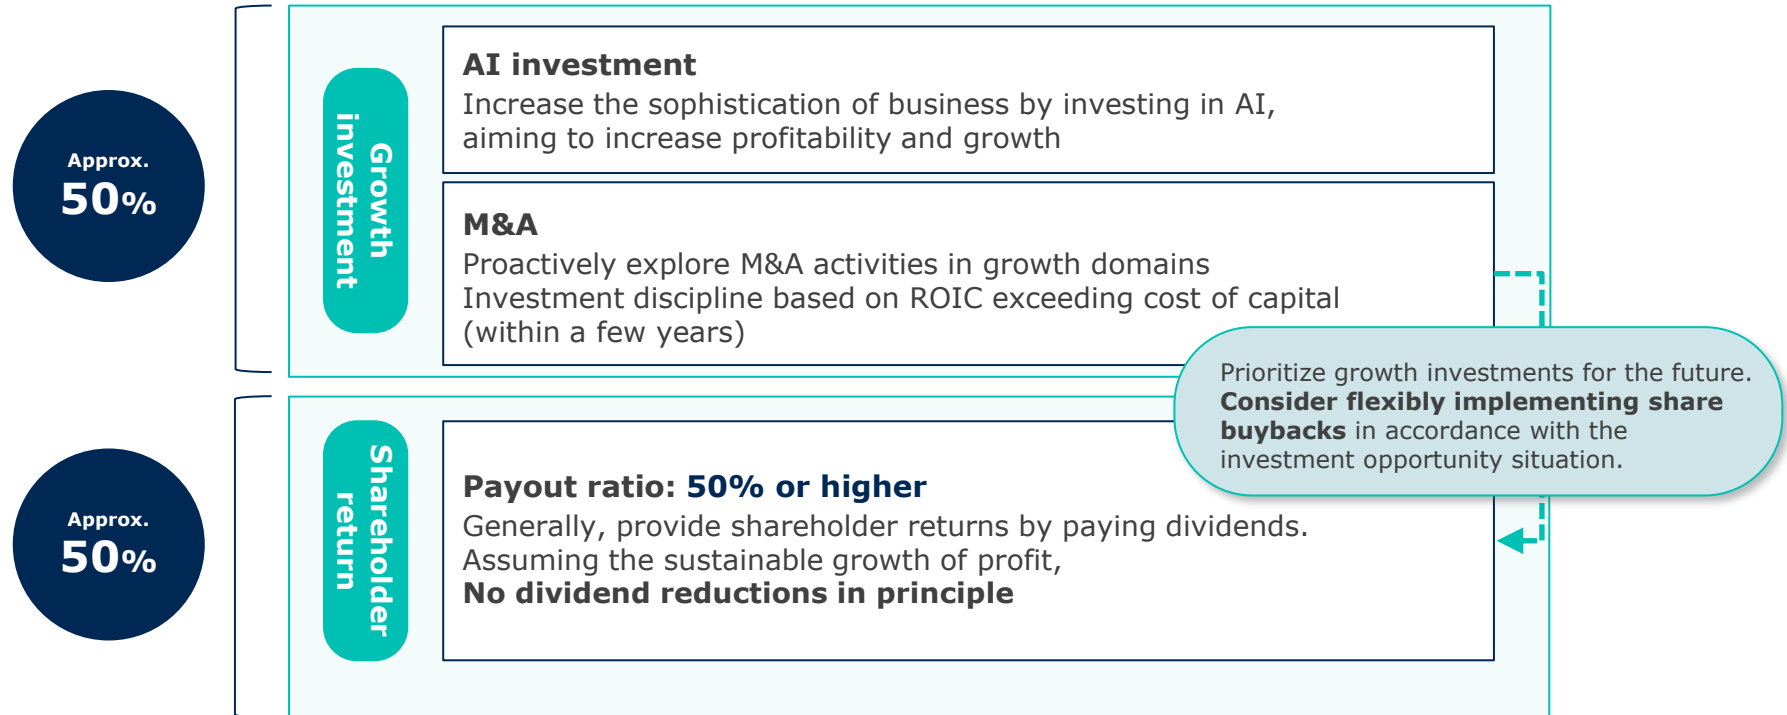 Approx.
50%
Growth
investment
AI investment
Increase the sophistication of business by investing in AI,
aiming to increase profitability and growth
M&A
Proactively explore M&A activities in growth domains
Investment discipline based on ROIC exceeding cost of capital
(within a few years)
Prioritize growth investments for the future.
Consider flexibly implementing share
buybacks in accordance with the
investment opportunity situation.
Approx.
50%
Shareholder
return
Payout ratio: 50% or higher
Generally, provide shareholder returns by paying dividends.
Assuming the sustainable growth of profit,
No dividend reductions in principle